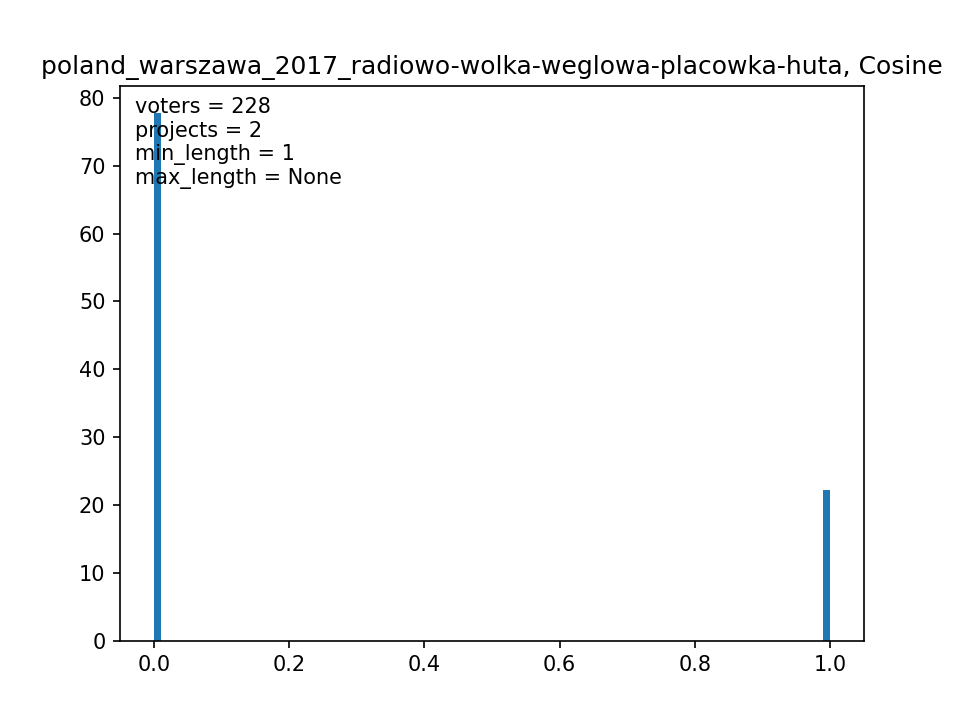 poland_warszawa_2017_radiowo-wolka-weglowa-placowka-huta, Cosine
voters = 228
projects = 2
min_length = 1
max_length = None
80
70
60
50
40
30
20
10
0
0.0 0.2 0.4 0.6 0.8 1.0